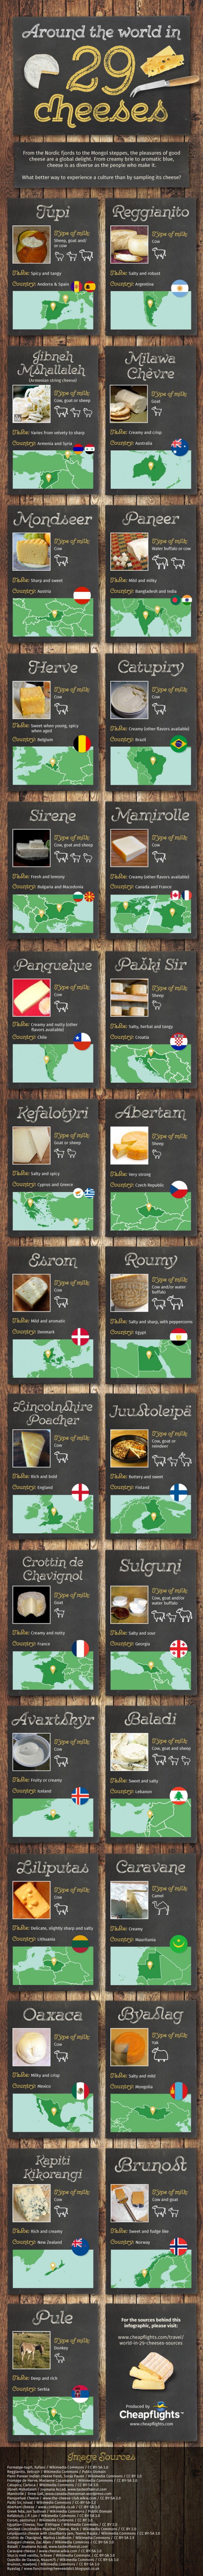 Around the world in
29
cheeses
From the Nordic fjords to the Mongol steppes, the pleasures of good
cheese are a global delight. From creamy brie to aromatic blue,
cheese is as diverse as the people who make it.
What better way to experience a culture than by sampling its cheese?
Tupi
Type of milk:
Sheep, goat and/
or cow
Taste: Spicy and tangy
Country: Andorra & Spain
Reggianito
Type of milk:
Cow
Taste: Salty and robust
Country: Argentina
Jibneh
Mshallaleh
(Armenian string cheese)
Type of milk:
Cow, goat or sheep
Taste: Varies from velvety to sharp
Country: Armenia and Syria
Milawa
Chèvre
Type of milk:
Goat
Taste: Creamy and crisp
Country: Australia
Mondseer
Type of milk:
Cow
Taste: Sharp and sweet
Country: Austria
Paneer
Type of milk:
Water buffalo or cow
Taste: Mild and milky
Country: Bangladesh and India
Herve
Type of milk:
Cow
Taste: Sweet when young, spicy
when aged
Country: Belgium
Catupiry
Type of milk:
Cow
Taste: Creamy (other flavors available)
Country: Brazil
Sirene
Type of milk:
Cow, goat and sheep
Taste: Fresh and lemony
Country: Bulgaria and Macedonia
Mamirolle
Type of milk:
Cow
Taste: Creamy (other flavors available)
Country: Canada and France
Panquehue
Type of milk:
Cow
Taste: Creamy and nutty (other
flavors available)
Country: Chile
Paški Sir
Type of milk:
Sheep
Taste: Salty, herbal and tangy
Country: Croatia
Kefalotyri
Type of milk:
Goat or sheep
Taste: Salty and spicy
Country: Cyprus and Greece
Abertam
Type of milk:
Sheep
Taste: Very strong
Country: Czech Republic
Esrom
Type of milk:
Cow
Taste: Mild and aromatic
Country: Denmark
Roumy
Type of milk:
Cow and/or water
buffalo
Taste: Salty and sharp, with peppercorns
Country: Egypt
Lincolnshire
Poacher
Type of milk:
Cow
Taste: Rich and bold
Country: England
Juustoleipä
Type of milk:
Cow, goat or
reindeer
Taste: Buttery and sweet
Country: Finland
Crottin de
Chavignol
Type of milk:
Goat
Taste: Creamy and nutty
Country: France
Sulguni
Type of milk:
Cow, goat and/or
water buffalo
Taste: Salty and sour
Country: Georgia
Avaxtskyr
Type of milk:
Cow
Taste: Fruity or creamy
Country: Iceland
Baladi
Type of milk:
Cow, goat and sheep
Taste: Sweet and salty
Country: Lebanon
Liliputas
Type of milk:
Cow
Taste: Delicate, slightly sharp and salty
Country: Lithuania
Caravane
Type of milk:
Camel
Taste: Creamy
Country: Mauritania
Oaxaca
Type of milk:
Cow
Taste: Milky and crisp
Country: Mexico
Byaslag
Type of milk:
Yak
Taste: Salty and mild
Country: Mongolia
Kapiti
Kikorangi
Type of milk:
Cow
Taste: Rich and creamy
Country: New Zealand
Brunost
Type of milk:
Cow and goat
Taste: Sweet and fudge-like
Country: Norway
Pule
Type of milk:
Donkey
Taste: Deep and rich
Country: Serbia
For the sources behind this
infographic, please visit:
www.cheapflights.com/travel/
world-in-29-cheeses-sources
Produced by
Cheapflights
www.cheapflights.com
Image Sources